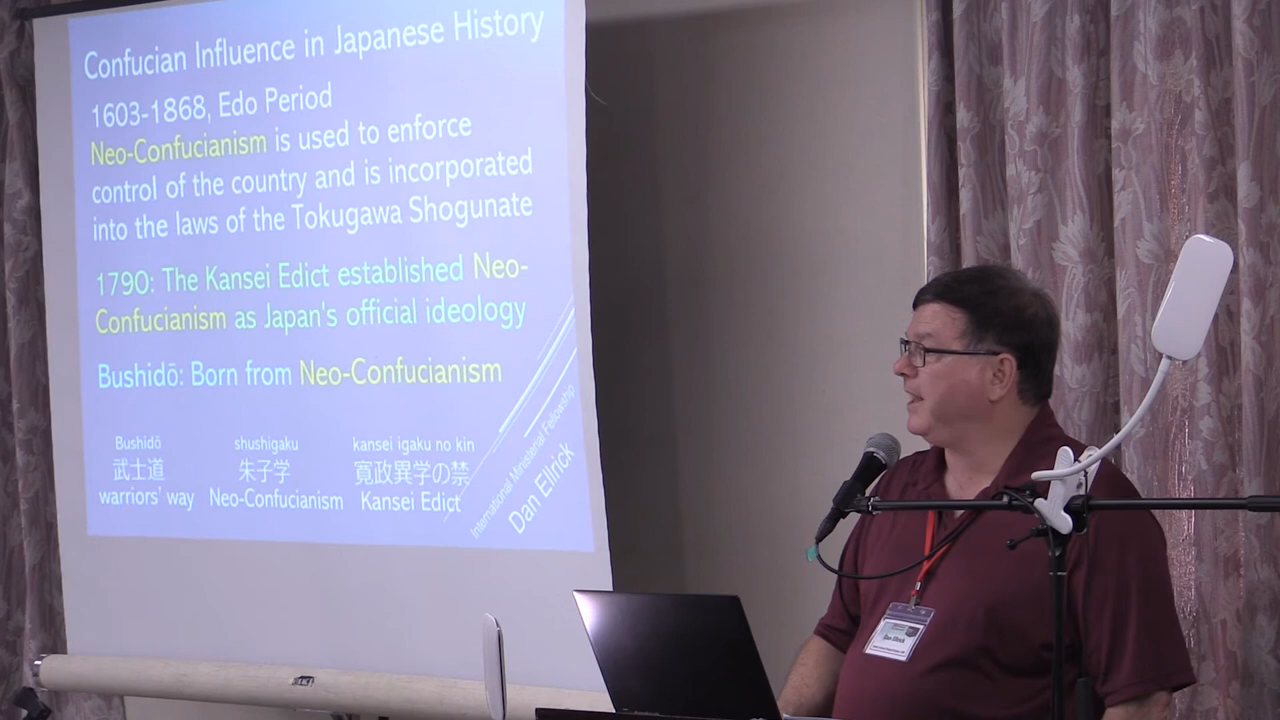 Confucian Influence in Japanese History
1603-1868, Edo Period
Neo-Confucianism is used to enforce
control of the country and is incorporated
into the laws of the Tokugawa Shogunate
1790: The Kansei Edict established Neo-
Confucianism as Japan's official ideology
Bushidō: Born from Neo-Confucianism
Bushidō
武士道
warriors' way
shushigaku
朱子学
Neo-Confucianism
kansei igaku no kin
寛政異学の禁
Kansei Edict
International Ministerial Fellowship
Dan Ellrick
Dan Ellrick